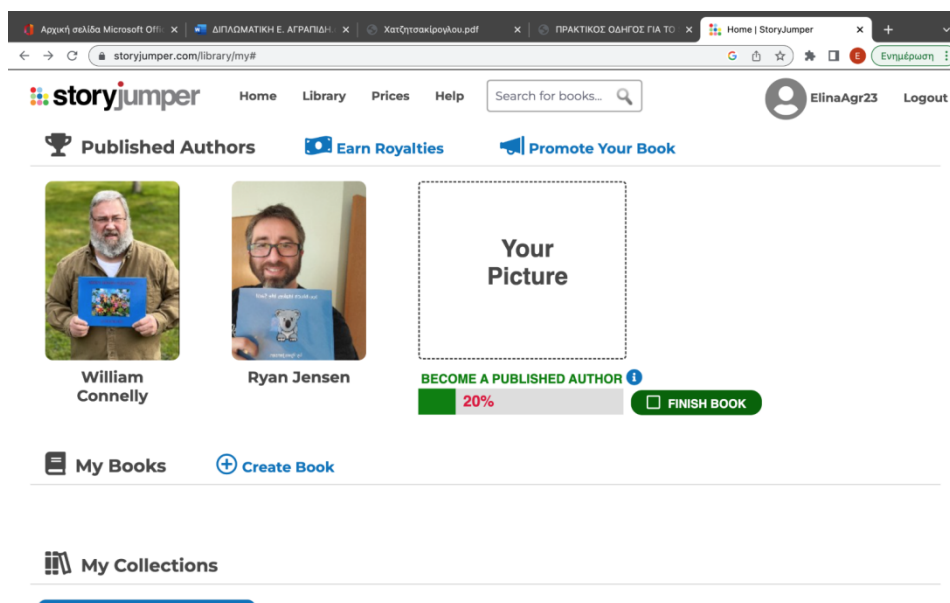 Αρχική σελίδα Microsoft Offi
ΔΙΠΛΩΜΑΤΙΚΗ Ε. ΑΓΡΑΠΙΔΗ
Χατζητσακίρογλου.pdf
ΠΡΑΚΤΙΚΟΣ ΟΔΗΓΟΣ ΓΙΑ ΤΟ
Home | StoryJumper
storyjumper.com/library/my#
G
E
Ενημέρωση
storyjumper
Home Library Prices Help
Search for books...
ElinaAgr23 Logout
Published Authors Earn Royalties Promote Your Book
Your
Picture
William
Connelly
Ryan Jensen
BECOME A PUBLISHED AUTHOR i
20%
FINISH BOOK
My Books Create Book
My Collections